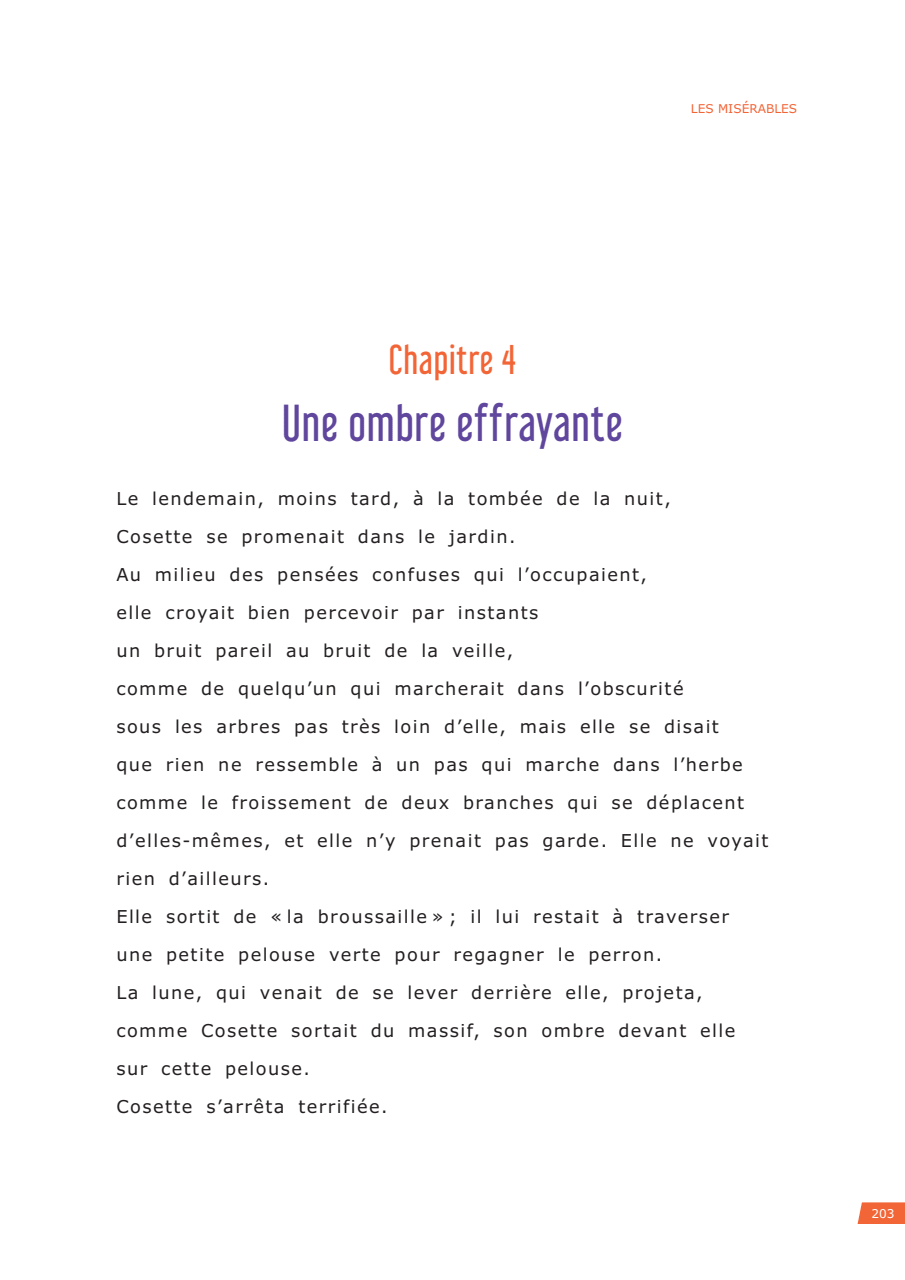 LES MISÉRABLES
Chapitre 4
Une ombre effrayante
Le lendemain, moins tard, à la tombée de la nuit,
Cosette se promenait dans le jardin.
Au milieu des pensées confuses qui l’occupaient,
elle croyait bien percevoir par instants
un bruit pareil au bruit de la veille,
comme de quelqu’un qui marcherait dans l’obscurité
sous les arbres pas très loin d’elle, mais elle se disait
que rien ne ressemble à un pas qui marche dans l’herbe
comme le froissement de deux branches qui se déplacent
d’elles-mêmes, et elle n’y prenait pas garde. Elle ne voyait
rien d’ailleurs.
Elle sortit de « la broussaille » ; il lui restait à traverser
une petite pelouse verte pour regagner le perron.
La lune, qui venait de se lever derrière elle, projeta,
comme Cosette sortait du massif, son ombre devant elle
sur cette pelouse.
Cosette s’arrêta terrifiée.
203